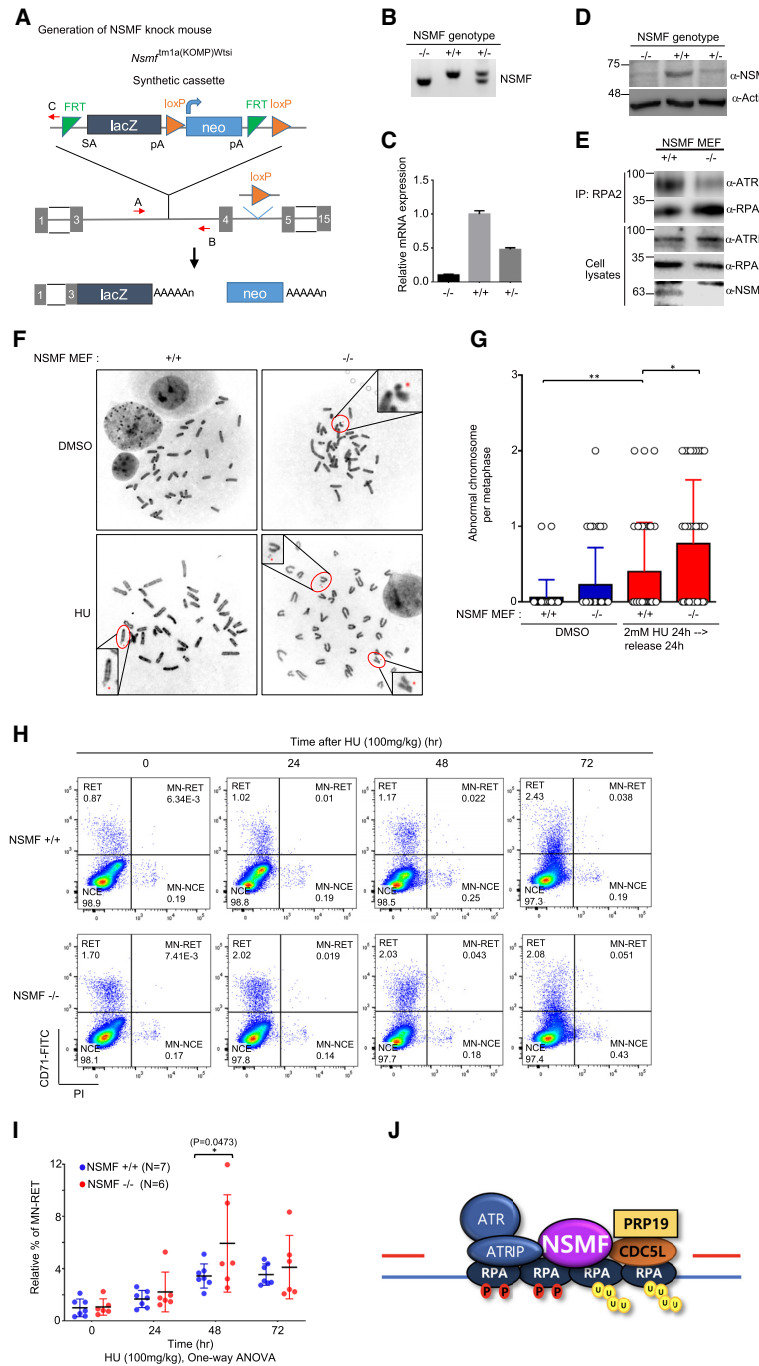 A
Generation of NSMF knock mouse
Nsmf^tm1a(KOMP)Wtsi
Synthetic cassette
C FRT loxP FRT loxP
lacZ neo
SA pA pA
loxP
A
1 3 4 5 15
B
1 3 lacZ AAAAAn neo AAAAAn
B
NSMF genotype
-/- +/+ +/-
NSMF
C
Relative mRNA expression
1.5
1.0
0.5
0.0
-/- +/+ +/-
D
NSMF genotype
-/- +/+ +/-
75
α-NSM
48
α-Acti
E
NSMF MEF
+/+ -/-
IP: RPA2
100
α-ATRI
35
α-RPA
Cell lysates
100
α-ATRI
35
α-RPA
63
α-NSM
F
NSMF MEF : +/+ -/-
DMSO
HU
G
Abnormal chromosome
per metaphase
3
2
1
0
** *
NSMF MEF : +/+ -/- +/+ -/-
DMSO 2mM HU 24h -->
release 24h
H
Time after HU (100mg/kg) (hr)
0 24 48 72
NSMF +/+
RET 0.87 MN-RET 6.34E-3
NCE 98.9 MN-NCE 0.19
RET 1.02 MN-RET 0.01
NCE 98.8 MN-NCE 0.19
RET 1.17 MN-RET 0.022
NCE 98.5 MN-NCE 0.25
RET 2.43 MN-RET 0.038
NCE 97.3 MN-NCE 0.19
NSMF -/-
RET 1.70 MN-RET 7.41E-3
NCE 98.1 MN-NCE 0.17
RET 2.02 MN-RET 0.019
NCE 97.8 MN-NCE 0.14
RET 2.03 MN-RET 0.043
NCE 97.7 MN-NCE 0.18
RET 2.08 MN-RET 0.051
NCE 97.4 MN-NCE 0.43
CD71-FITC
PI
I
NSMF +/+ (N=7)
NSMF -/- (N=6)
(P=0.0473)
*
Relative % of MN-RET
12
8
4
0
0 24 48 72
Time (hr)
HU (100mg/kg), One-way ANOVA
J
ATR
ATRIP
NSMF
PRP19
CDC5L
RPA RPA RPA RPA
P P P P U U U U U U U U